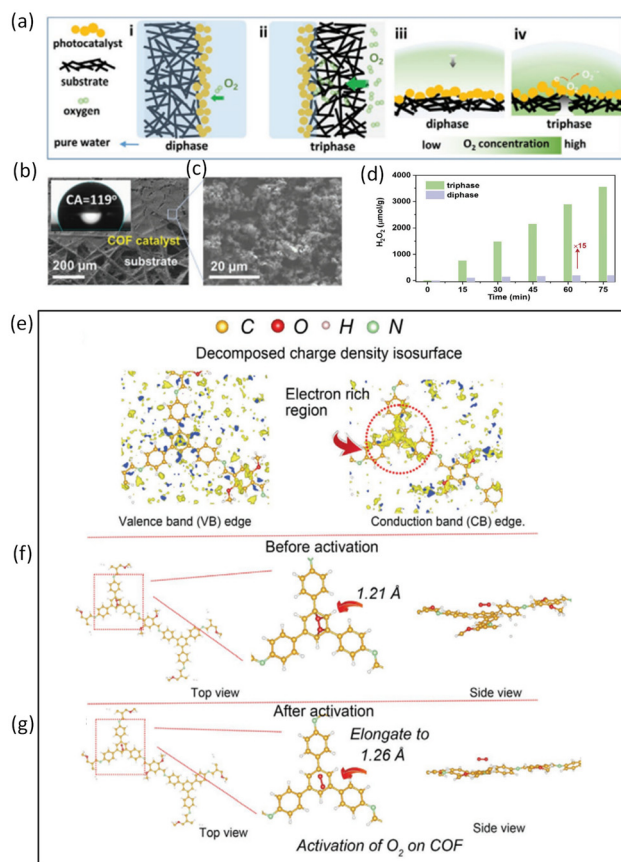 (a)
photocatalyst
substrate
oxygen
pure water
i
O2
diphase
ii
O2
triphase
iii
diphase
iv
triphase
low O2 concentration high
(b)
CA=119°
COF catalyst
200 μm substrate
(c)
20 μm
(d)
H2O2 (μmol/g)
4000
3000
2000
1000
0
triphase
diphase
×15
0 15 30 45 60 75
Time (min)
(e)
C O H N
Decomposed charge density isosurface
Electron rich
region
Valence band (VB) edge
Conduction band (CB) edge.
(f)
Before activation
1.21 Å
Top view
Side view
(g)
After activation
Elongate to
1.26 Å
Top view
Side view
Activation of O2 on COF